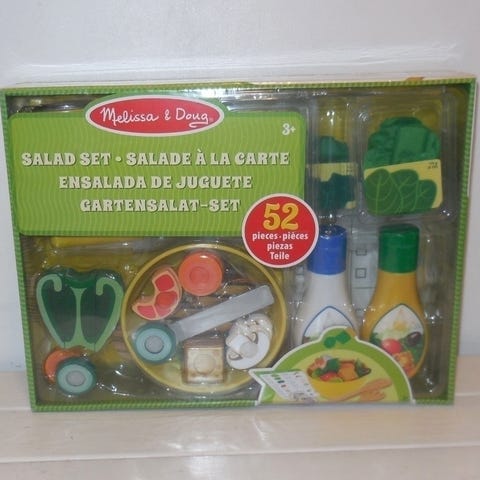 Melissa & Doug
3+
SALAD SET • SALADE À LA CARTE
ENSALADA DE JUGUETE
GARTENSALAT-SET
52
pieces • pièces
piezas
Teile